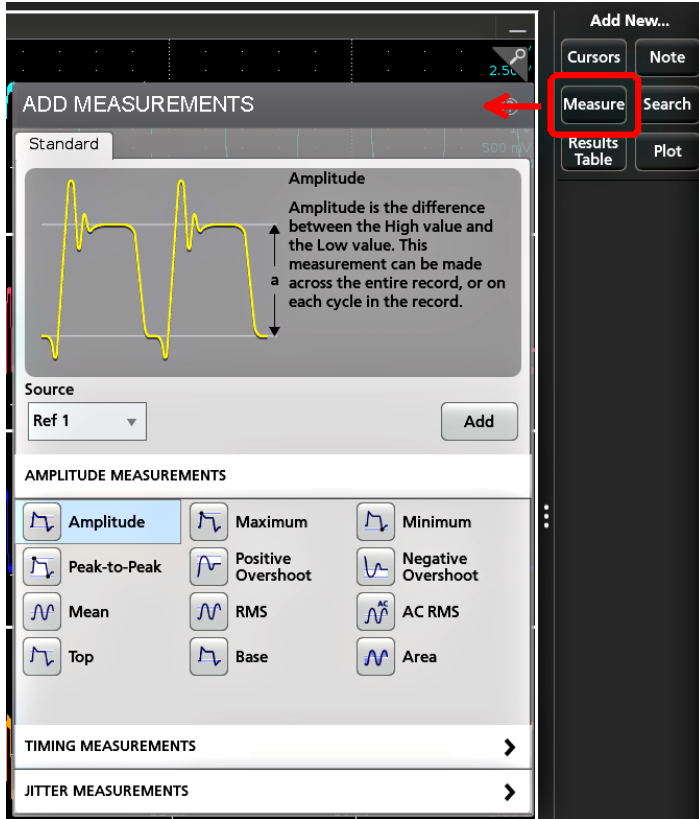 Add New...
Cursors
Note
Measure
Search
Results
Table
Plot
ADD MEASUREMENTS
Standard
500 mV
Amplitude
Amplitude is the difference
between the High value and
the Low value. This
measurement can be made
across the entire record, or on
each cycle in the record.
a
Source
Ref 1
Add
AMPLITUDE MEASUREMENTS
Amplitude
Maximum
Minimum
Peak-to-Peak
Positive
Overshoot
Negative
Overshoot
Mean
RMS
AC
AC RMS
Top
Base
Area
TIMING MEASUREMENTS
JITTER MEASUREMENTS